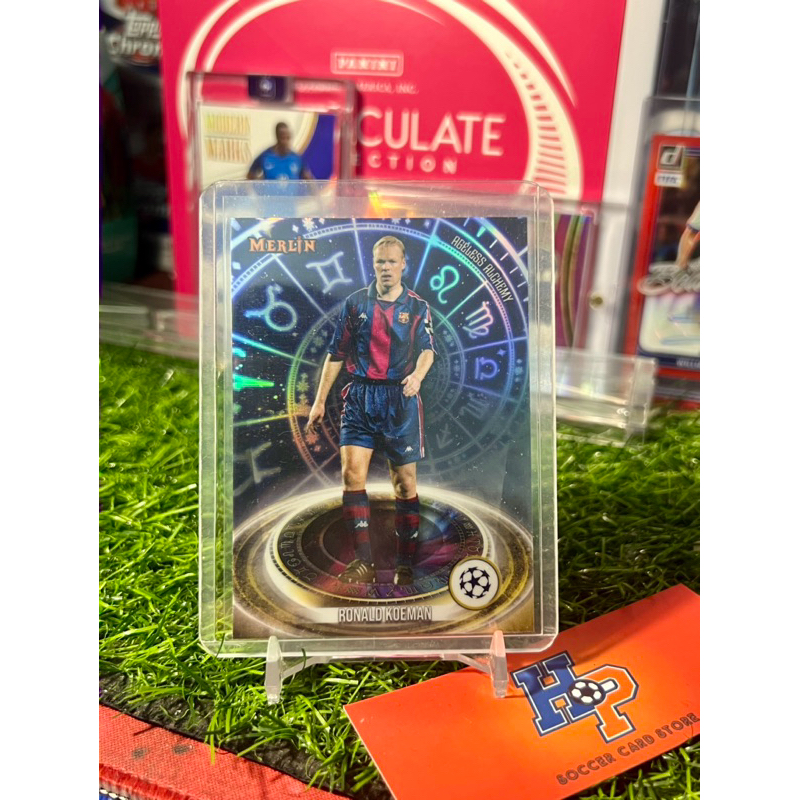 Topps
Chrome
PANINI
CULATE
CTION
MERLIN
AGELESS ALCHEMY
RONALD KOEMAN
HP
SOCCER CARD STORE